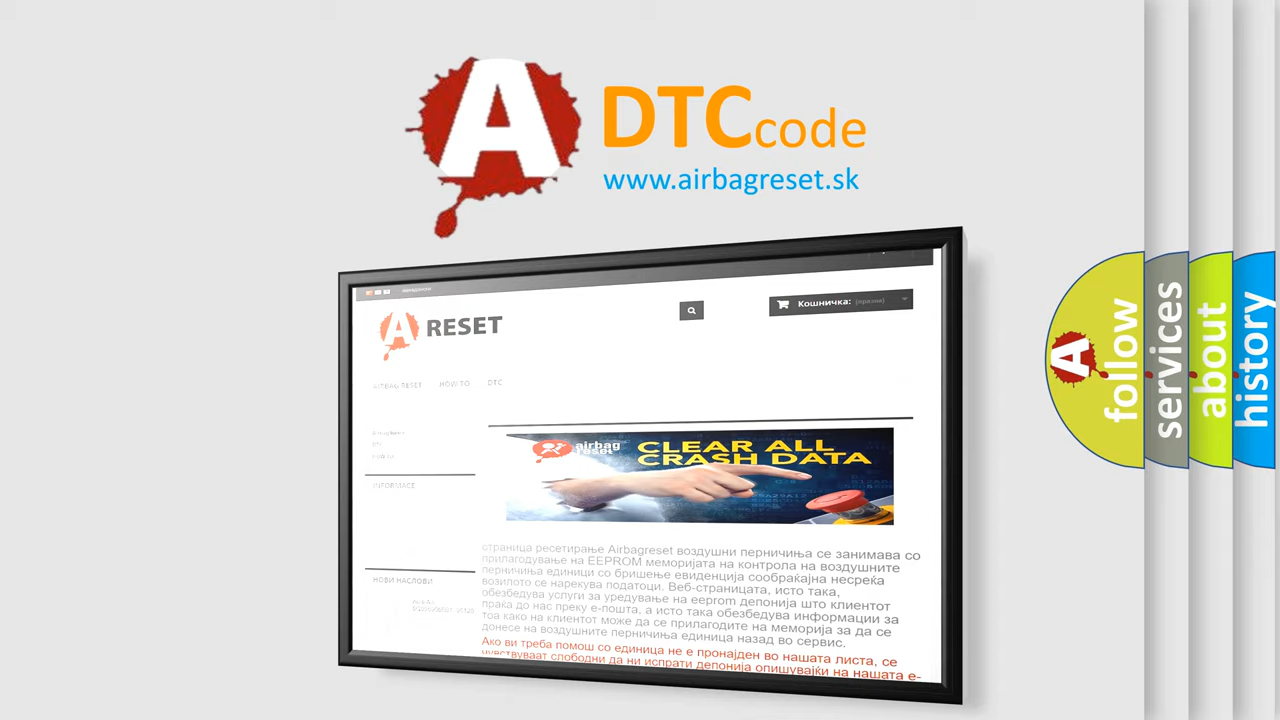 A DTCcode
www.airbagreset.sk
Кошничка: (празни)
A RESET
AIRBAG RESET HOW TO DTC
airbag
reset
CLEAR ALL
CRASH DATA
INFORMACE
НОВИ НАСЛОВИ
страница ресетирање Airbagreset воздушни перничиња се занимава со
прилагодување на EEPROM меморијата на контрола на воздушните
перничиња единици со бришење евиденција сообраќајна несреќа
возилото се нарекува податоци. Веб-страницата, исто така,
обезбедува услуги за уредување на eeprom депонија што клиентот
праќа до нас преку е-пошта, а исто така обезбедува информации за
тоа како на клиентот може да се прилагодите на меморија за да се
донесе на воздушните перничиња единица назад во сервис.
Ако ви треба помош со единица не е пронајден во нашата листа, се
чувствуваат слободни да ни испрати депонија опишувајќи на нашата е-
A
follow
services
about
history